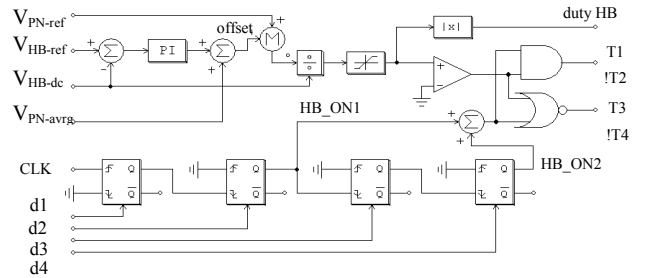 V_PN-ref
offset
duty HB
V_HB-ref
PI
M
|x|
T1
!T2
V_HB-dc
V_PN-avrg
HB_ON1
T3
!T4
HB_ON2
CLK
Q Q Q Q
Q Q Q Q
d1
d2
d3
d4